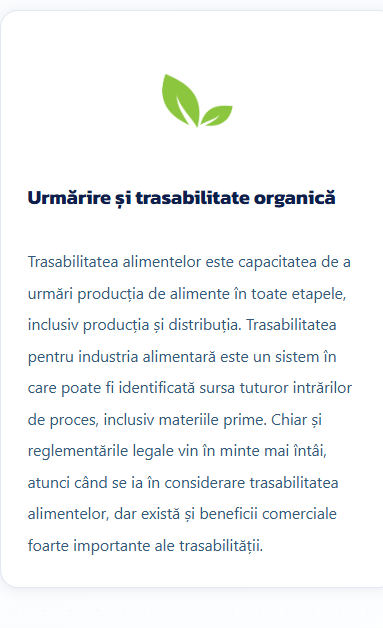 Urmărire și trasabilitate organică
Trasabilitatea alimentelor este capacitatea de a
urmări producția de alimente în toate etapele,
inclusiv producția și distribuția. Trasabilitatea
pentru industria alimentară este un sistem în
care poate fi identificată sursa tuturor intrărilor
de proces, inclusiv materiile prime. Chiar și
reglementările legale vin în minte mai întâi,
atunci când se ia în considerare trasabilitatea
alimentelor, dar există și beneficii comerciale
foarte importante ale trasabilității.